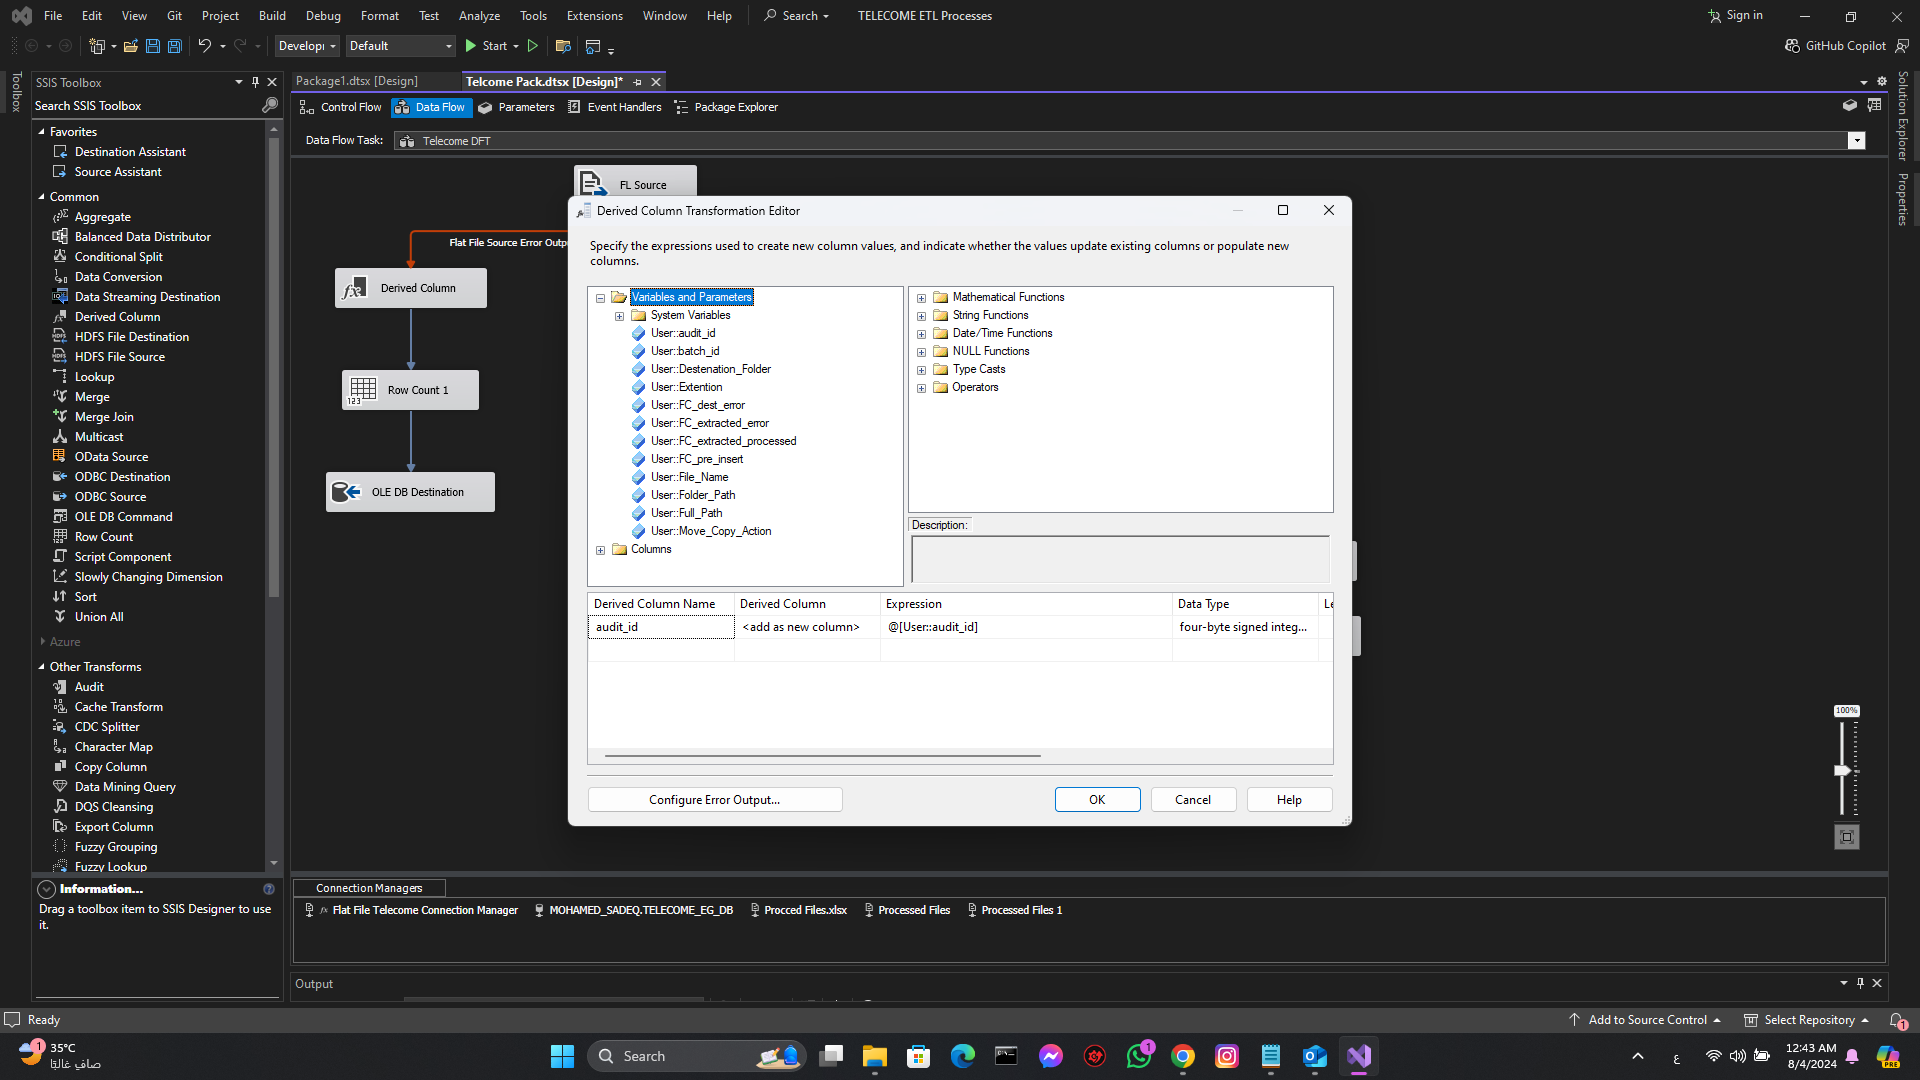 File Edit View Git Project Build Debug Format Test Analyze Tools Extensions Window Help Search TELECOME ETL Processes Sign in
Develop Default Start GitHub Copilot
Toolbox
SSIS Toolbox
Search SSIS Toolbox
Favorites
Destination Assistant
Source Assistant
Common
Aggregate
Balanced Data Distributor
Conditional Split
Data Conversion
Data Streaming Destination
Derived Column
HDFS File Destination
HDFS File Source
Lookup
Merge
Merge Join
Multicast
OData Source
ODBC Destination
ODBC Source
OLE DB Command
Row Count
Script Component
Slowly Changing Dimension
Sort
Union All
Azure
Other Transforms
Audit
Cache Transform
CDC Splitter
Character Map
Copy Column
Data Mining Query
DQS Cleansing
Export Column
Fuzzy Grouping
Fuzzy Lookup
Information...
Drag a toolbox item to SSIS Designer to use
it.
Package1.dtsx [Design] Telcome Pack.dtsx [Design]*
Control Flow Data Flow Parameters Event Handlers Package Explorer
Data Flow Task: Telecome DFT
FL Source
Flat File Source Error Outp
Derived Column
Row Count 1
123
OLE DB Destination
Derived Column Transformation Editor
Specify the expressions used to create new column values, and indicate whether the values update existing columns or populate new
columns.
Variables and Parameters
System Variables
User::audit_id
User::batch_id
User::Destenation_Folder
User::Extention
User::FC_dest_error
User::FC_extracted_error
User::FC_extracted_processed
User::FC_pre_insert
User::File_Name
User::Folder_Path
User::Full_Path
User::Move_Copy_Action
Columns
Mathematical Functions
String Functions
Date/Time Functions
NULL Functions
Type Casts
Operators
Description:
Derived Column Name Derived Column Expression Data Type Le
audit_id <add as new column> @[User::audit_id] four-byte signed integ...
Configure Error Output... OK Cancel Help
100%
Solution Explorer
Properties
Connection Managers
Flat File Telecome Connection Manager MOHAMED_SADEQ.TELECOME_EG_DB Procced Files.xlsx Processed Files Processed Files 1
Output
Ready Add to Source Control Select Repository 1
1 35°C
صافٍ غالبًا
Search 1 ع 12:43 AM
8/4/2024 PRE